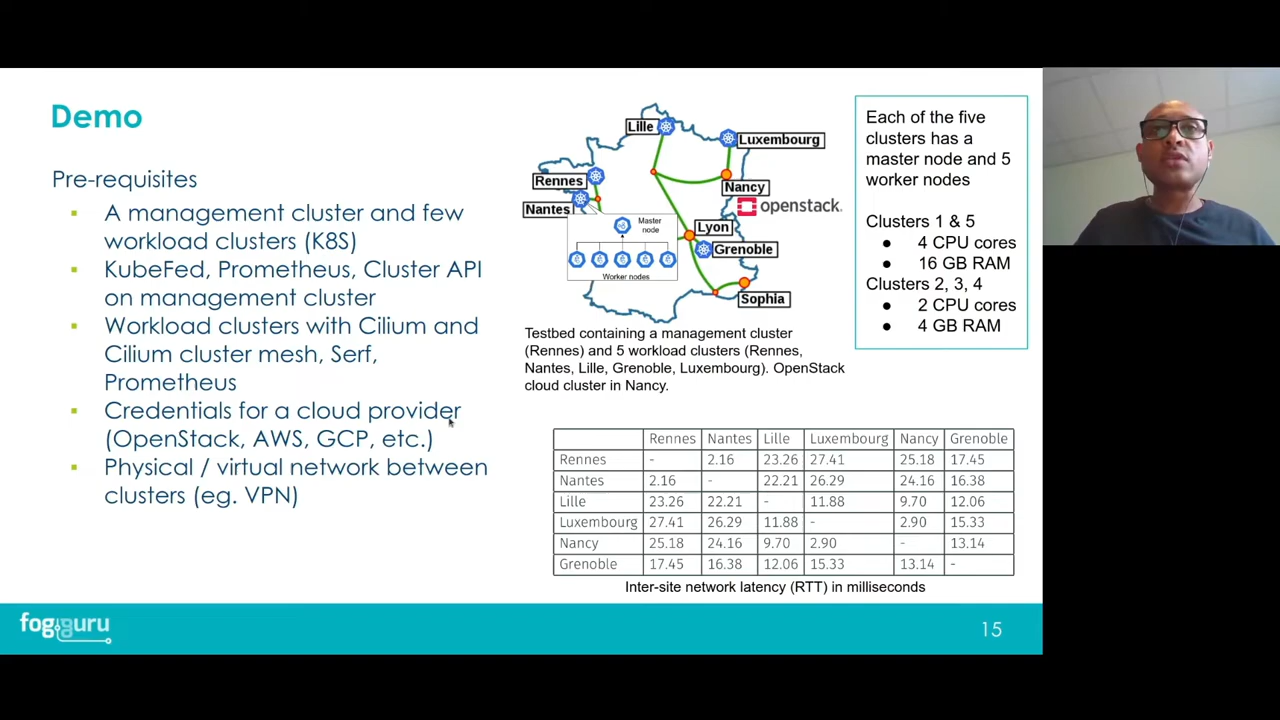 Demo
Pre-requisites
▪ A management cluster and few
workload clusters (K8S)
▪ KubeFed, Prometheus, Cluster API
on management cluster
▪ Workload clusters with Cilium and
Cilium cluster mesh, Serf,
Prometheus
▪ Credentials for a cloud provider
(OpenStack, AWS, GCP, etc.)
▪ Physical / virtual network between
clusters (eg. VPN)
Lille
Luxembourg
Rennes
Nancy
Nantes
openstack.
Master
node
Lyon
Grenoble
Worker nodes
Sophia
Testbed containing a management cluster
(Rennes) and 5 workload clusters (Rennes,
Nantes, Lille, Grenoble, Luxembourg). OpenStack
cloud cluster in Nancy.
Each of the five
clusters has a
master node and 5
worker nodes
Clusters 1 & 5
● 4 CPU cores
● 16 GB RAM
Clusters 2, 3, 4
● 2 CPU cores
● 4 GB RAM
Rennes Nantes Lille Luxembourg Nancy Grenoble
Rennes - 2.16 23.26 27.41 25.18 17.45
Nantes 2.16 - 22.21 26.29 24.16 16.38
Lille 23.26 22.21 - 11.88 9.70 12.06
Luxembourg 27.41 26.29 11.88 - 2.90 15.33
Nancy 25.18 24.16 9.70 2.90 - 13.14
Grenoble 17.45 16.38 12.06 15.33 13.14 -
Inter-site network latency (RTT) in milliseconds
fogguru
15